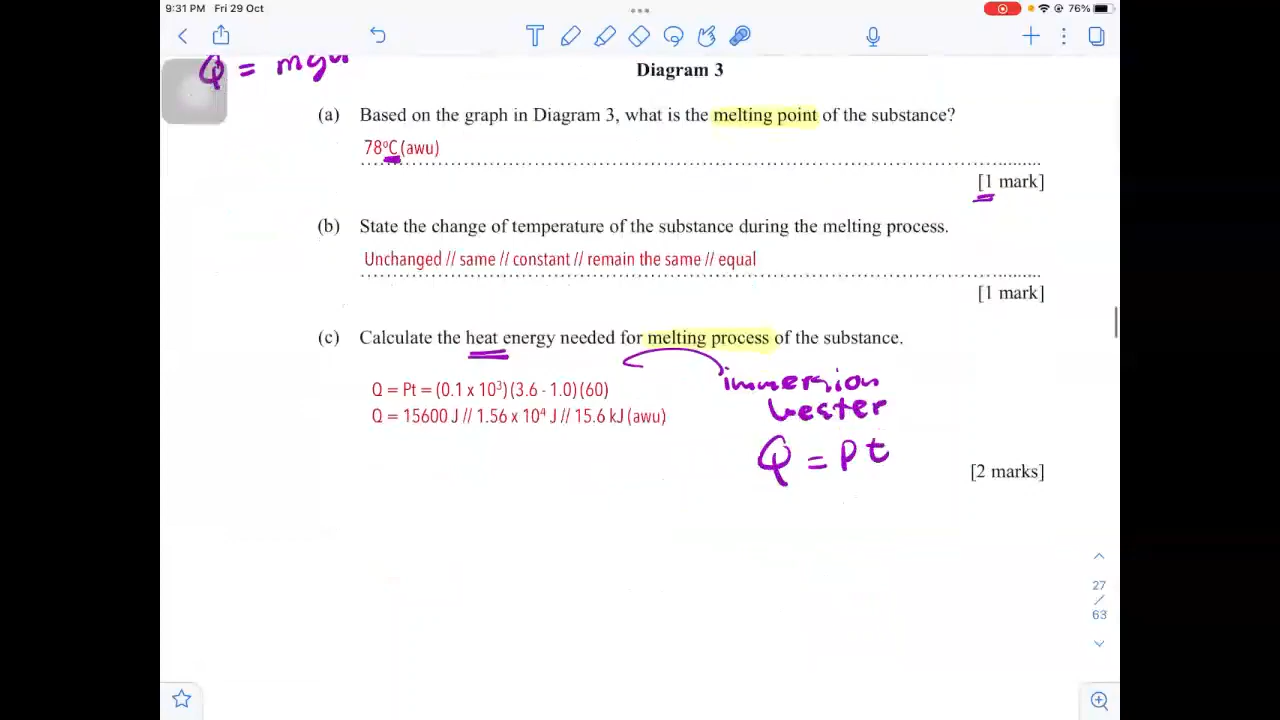 9:31 PM Fri 29 Oct
76%
T
Q =
Diagram 3
(a) Based on the graph in Diagram 3, what is the melting point of the substance?
78°C (awu)
[1 mark]
(b) State the change of temperature of the substance during the melting process.
Unchanged // same // constant // remain the same // equal
[1 mark]
(c) Calculate the heat energy needed for melting process of the substance.
immersion
Q = Pt = (0.1 x 10³) (3.6 - 1.0) (60)
heater
Q = 15600 J // 1.56 x 10⁴ J // 15.6 kJ (awu)
Q = Pt
[2 marks]
27
/
63